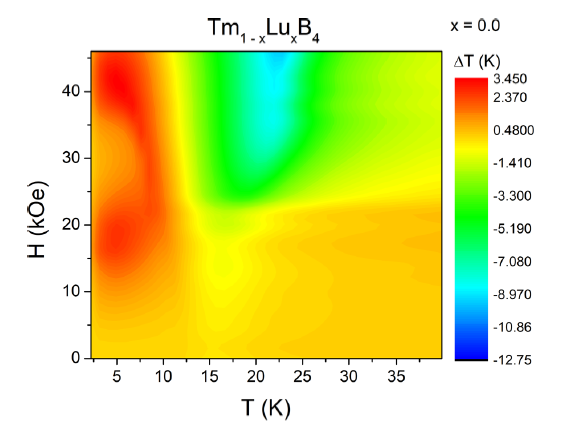 Tm1-xLuxB4
x = 0.0
ΔT (K)
3.450
2.370
0.4800
-1.410
-3.300
-5.190
-7.080
-8.970
-10.86
-12.75
H (kOe)
40
30
20
10
0
5 10 15 20 25 30 35
T (K)